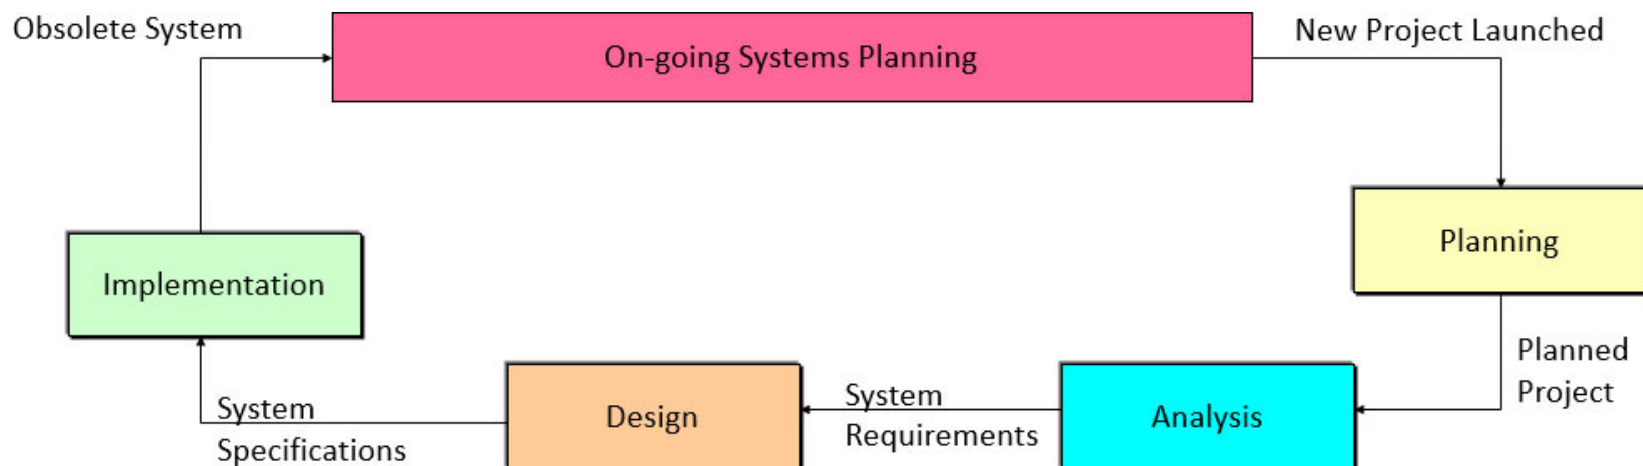 Obsolete System
On-going Systems Planning
New Project Launched
Planning
Implementation
Planned
Project
System
Requirements
Analysis
Design
System
Specifications